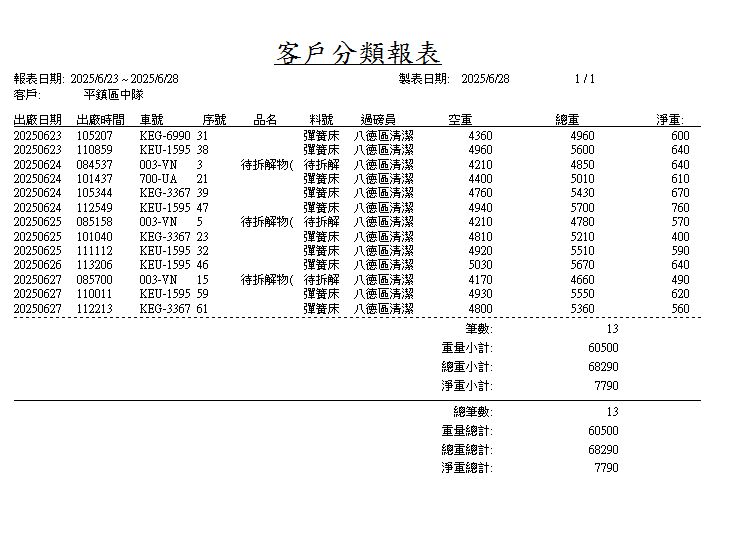 客戶分類報表
報表日期: 2025/6/23 ~ 2025/6/28 製表日期: 2025/6/28 1 / 1
客戶: 平鎮區中隊
出廠日期 出廠時間 車號 序號 品名 料號 過磅員 空重 總重 淨重:
20250623 105207 KEG-6990 31 彈簧床 八德區清潔 4360 4960 600
20250623 110859 KEU-1595 38 彈簧床 八德區清潔 4960 5600 640
20250624 084537 003-VN 3 待拆解物( 待拆解 八德區清潔 4210 4850 640
20250624 101437 700-UA 21 彈簧床 八德區清潔 4400 5010 610
20250624 105344 KEG-3367 39 彈簧床 八德區清潔 4760 5430 670
20250624 112549 KEU-1595 47 彈簧床 八德區清潔 4940 5700 760
20250625 085158 003-VN 5 待拆解物( 待拆解 八德區清潔 4210 4780 570
20250625 101040 KEG-3367 23 彈簧床 八德區清潔 4810 5210 400
20250625 111112 KEU-1595 32 彈簧床 八德區清潔 4920 5510 590
20250626 113206 KEU-1595 46 彈簧床 八德區清潔 5030 5670 640
20250627 085700 003-VN 15 待拆解物( 待拆解 八德區清潔 4170 4660 490
20250627 110011 KEU-1595 59 彈簧床 八德區清潔 4930 5550 620
20250627 112213 KEG-3367 61 彈簧床 八德區清潔 4800 5360 560
筆數: 13
重量小計: 60500
總重小計: 68290
淨重小計: 7790
總筆數: 13
重量總計: 60500
總重總計: 68290
淨重總計: 7790